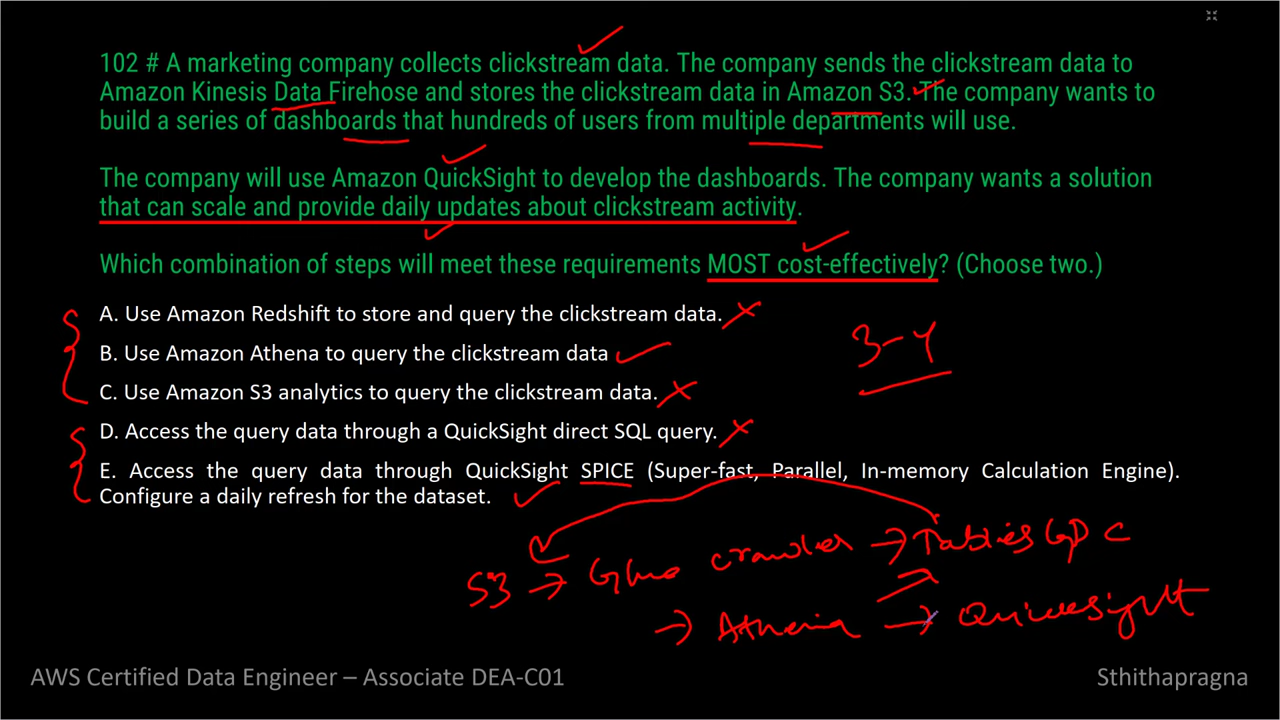 102 # A marketing company collects clickstream data. The company sends the clickstream data to
Amazon Kinesis Data Firehose and stores the clickstream data in Amazon S3. The company wants to
build a series of dashboards that hundreds of users from multiple departments will use.
The company will use Amazon QuickSight to develop the dashboards. The company wants a solution
that can scale and provide daily updates about clickstream activity.
Which combination of steps will meet these requirements MOST cost-effectively? (Choose two.)
A. Use Amazon Redshift to store and query the clickstream data.
B. Use Amazon Athena to query the clickstream data
3-4
C. Use Amazon S3 analytics to query the clickstream data.
D. Access the query data through a QuickSight direct SQL query.
E. Access the query data through QuickSight SPICE (Super-fast, Parallel, In-memory Calculation Engine).
Configure a daily refresh for the dataset.
S3 → Glue crawler → Tables GDC
→ Athena → Quicksight
AWS Certified Data Engineer – Associate DEA-C01
Sthithapragna